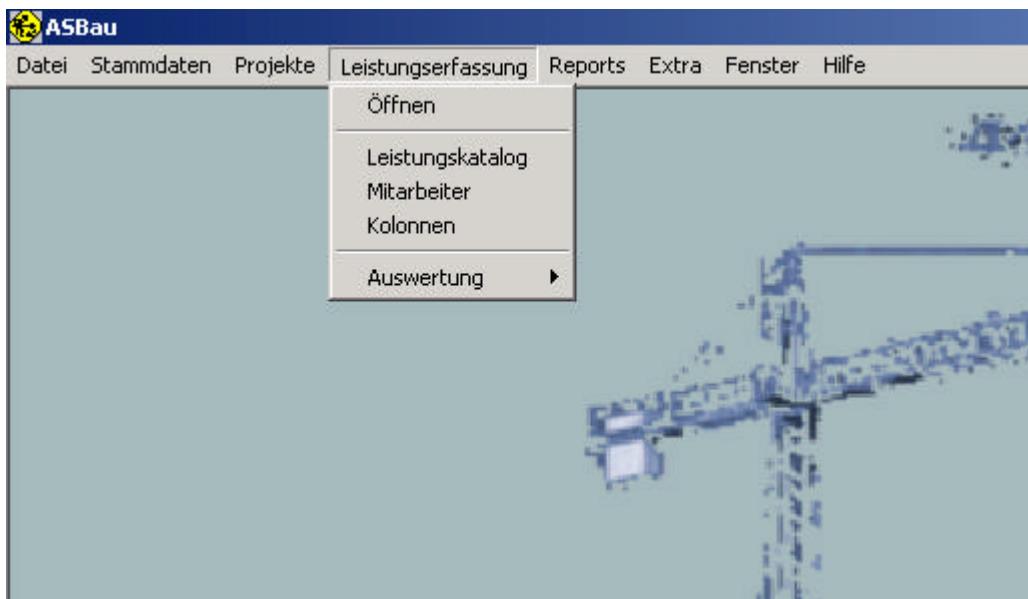 ASBau
Datei Stammdaten Projekte Leistungserfassung Reports Extra Fenster Hilfe
Öffnen
Leistungskatalog
Mitarbeiter
Kolonnen
Auswertung